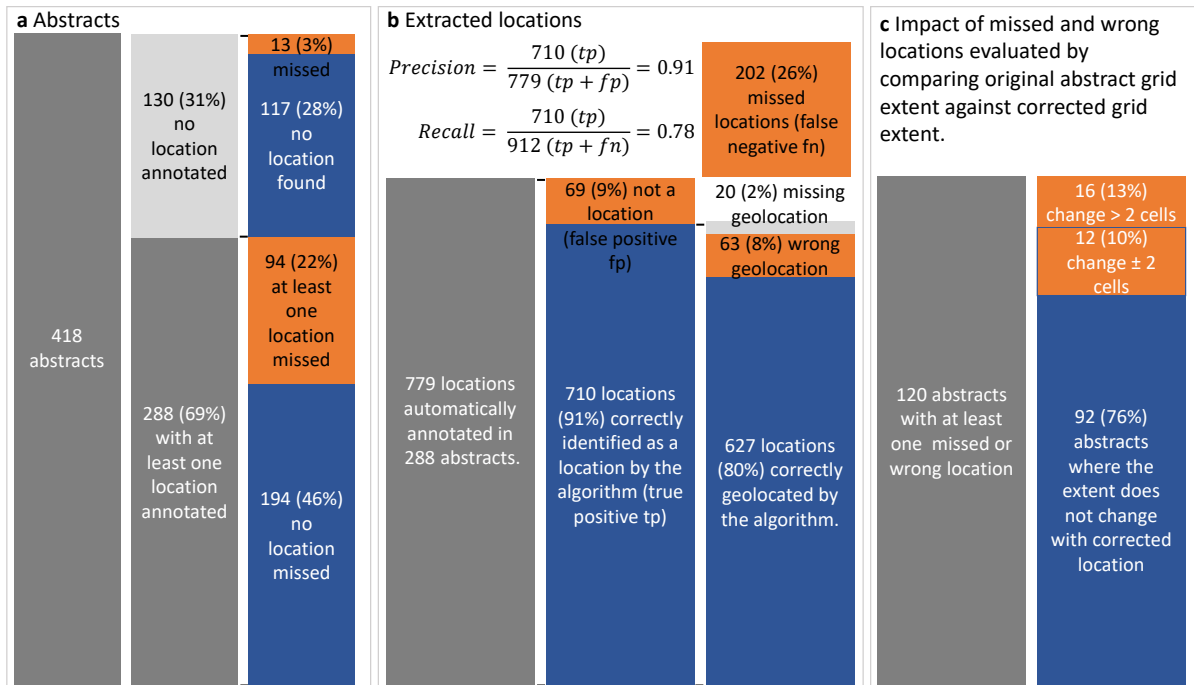 a Abstracts
418
abstracts
130 (31%)
no
location
annotated
288 (69%)
with at
least one
location
annotated
13 (3%)
missed
117 (28%)
no
location
found
94 (22%)
at least
one
location
missed
194 (46%)
no
location
missed
b Extracted locations
Precision = 710 (tp) / 779 (tp + fp) = 0.91
Recall = 710 (tp) / 912 (tp + fn) = 0.78
779 locations
automatically
annotated in
288 abstracts.
69 (9%) not a
location
(false positive
fp)
710 locations
(91%) correctly
identified as a
location by the
algorithm (true
positive tp)
202 (26%)
missed
locations (false
negative fn)
20 (2%) missing
geolocation
63 (8%) wrong
geolocation
627 locations
(80%) correctly
geolocated by
the algorithm.
c Impact of missed and wrong
locations evaluated by
comparing original abstract grid
extent against corrected grid
extent.
120 abstracts
with at least
one  missed or
wrong location
16 (13%)
change > 2 cells
12 (10%)
change ± 2
cells
92 (76%)
abstracts
where the
extent does
not change
with corrected
location